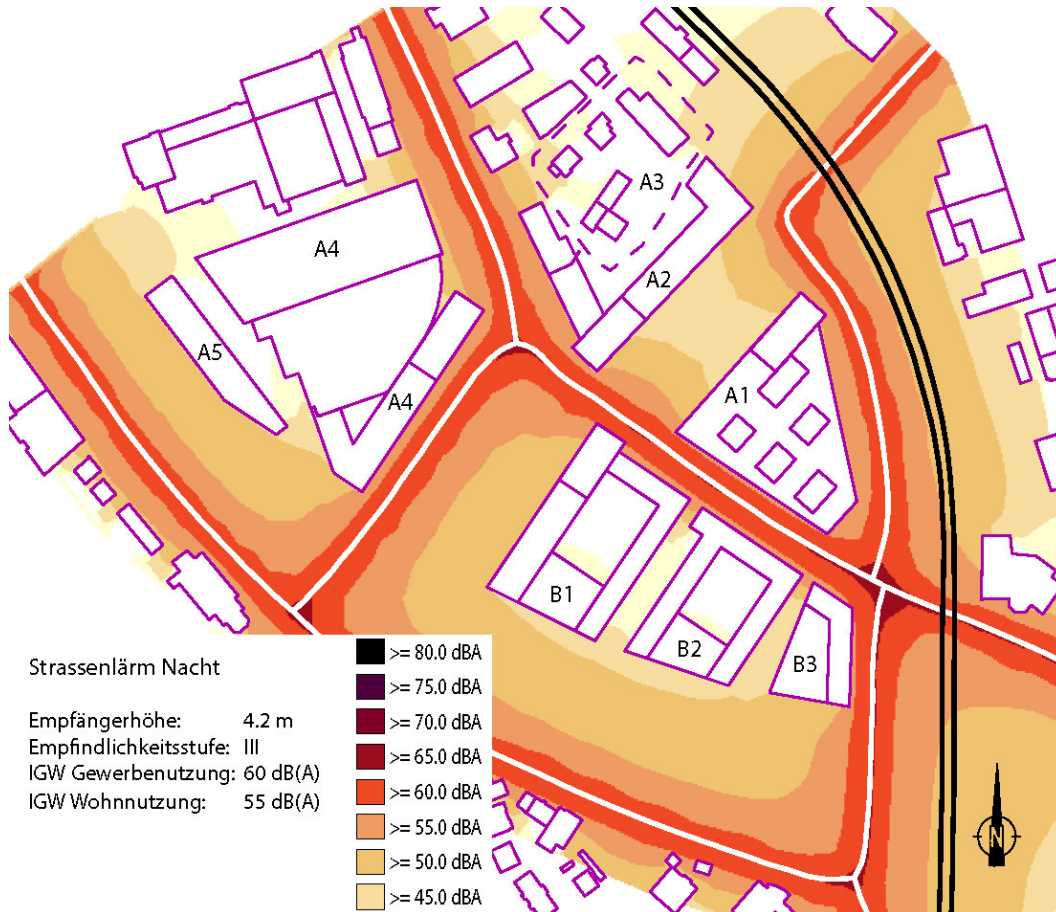 A3
A4
A2
A5
A1
A4
B1
B2
B3
Strassenlärm Nacht
Empfängerhöhe: 4.2 m
Empfindlichkeitsstufe: III
IGW Gewerbenutzung: 60 dB(A)
IGW Wohnnutzung: 55 dB(A)
>= 80.0 dBA
>= 75.0 dBA
>= 70.0 dBA
>= 65.0 dBA
>= 60.0 dBA
>= 55.0 dBA
>= 50.0 dBA
>= 45.0 dBA
N